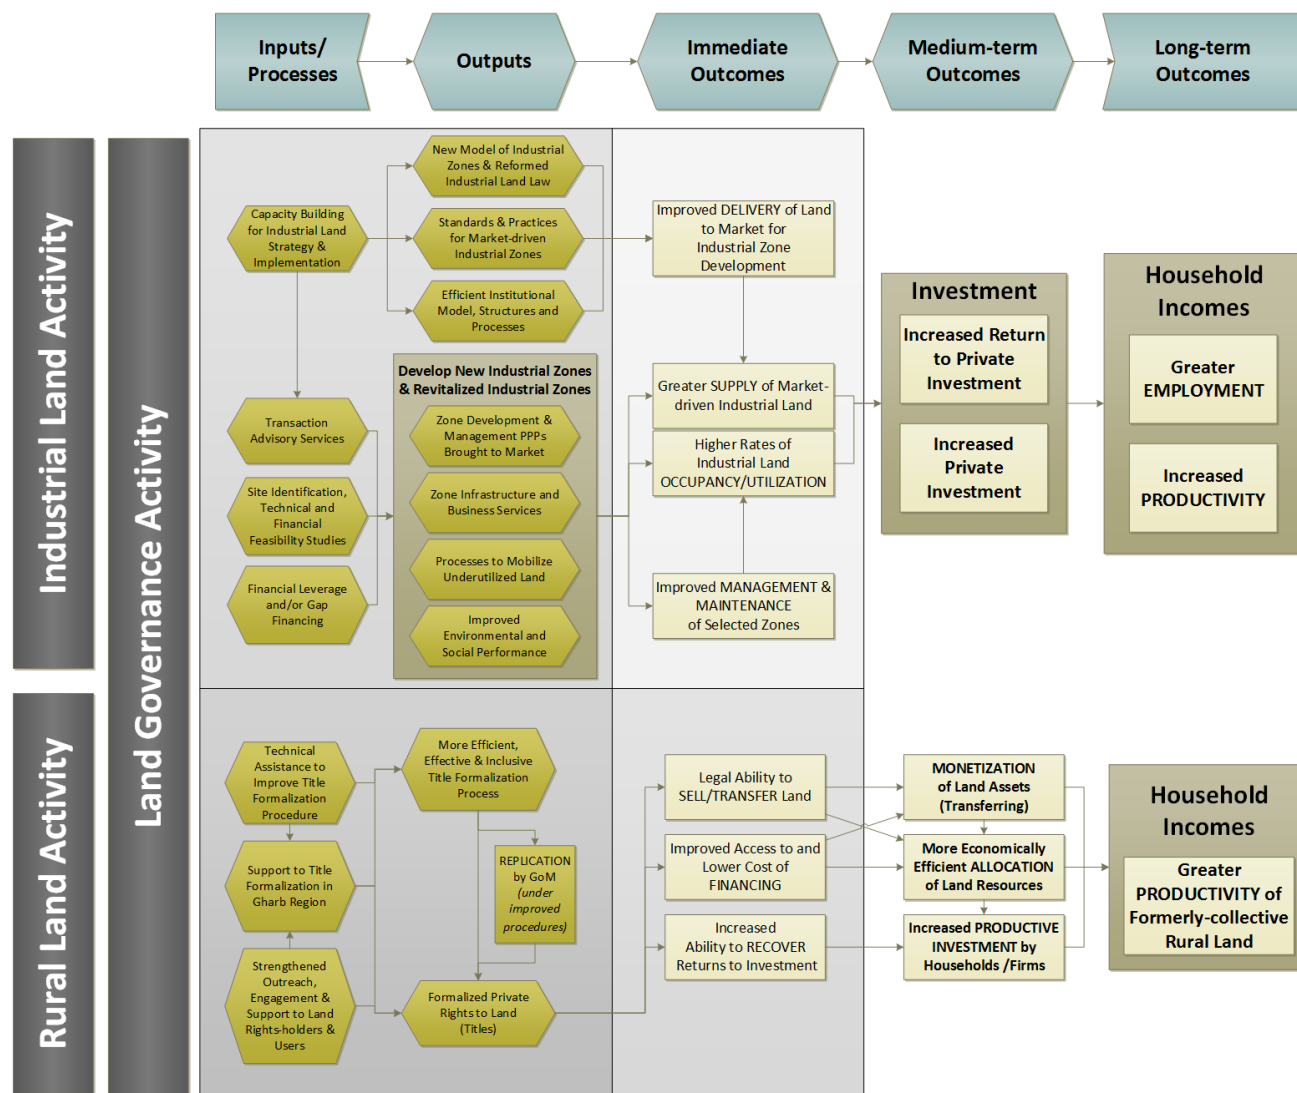 Inputs/
Processes
Outputs
Immediate
Outcomes
Medium-term
Outcomes
Long-term
Outcomes
Industrial Land Activity
Land Governance Activity
Rural Land Activity
New Model of Industrial
Zones & Reformed
Industrial Land Law
Capacity Building
for Industrial Land
Strategy &
Implementation
Standards & Practices
for Market-driven
Industrial Zones
Efficient Institutional
Model, Structures and
Processes
Improved DELIVERY of Land
to Market for
Industrial Zone
Development
Develop New Industrial Zones
& Revitalized Industrial Zones
Transaction
Advisory Services
Zone Development &
Management PPPs
Brought to Market
Site Identification,
Technical and
Financial
Feasibility Studies
Zone Infrastructure and
Business Services
Processes to Mobilize
Underutilized Land
Financial Leverage
and/or Gap
Financing
Improved
Environmental and
Social Performance
Greater SUPPLY of Market-
driven Industrial Land
Higher Rates of
Industrial Land
OCCUPANCY/UTILIZATION
Improved MANAGEMENT &
MAINTENANCE
of Selected Zones
Investment
Increased Return
to Private
Investment
Increased
Private
Investment
Household
Incomes
Greater
EMPLOYMENT
Increased
PRODUCTIVITY
Technical
Assistance to
Improve Title
Formalization
Procedure
More Efficient,
Effective & Inclusive
Title Formalization
Process
Support to Title
Formalization in
Gharb Region
REPLICATION
by GoM
(under
improved
procedures)
Strengthened
Outreach,
Engagement &
Support to Land
Rights-holders &
Users
Formalized Private
Rights to Land
(Titles)
Legal Ability to
SELL/TRANSFER Land
Improved Access to and
Lower Cost of
FINANCING
Increased
Ability to RECOVER
Returns to Investment
MONETIZATION
of Land Assets
(Transferring)
More Economically
Efficient ALLOCATION
of Land Resources
Increased PRODUCTIVE
INVESTMENT by
Households /Firms
Household
Incomes
Greater
PRODUCTIVITY of
Formerly-collective
Rural Land